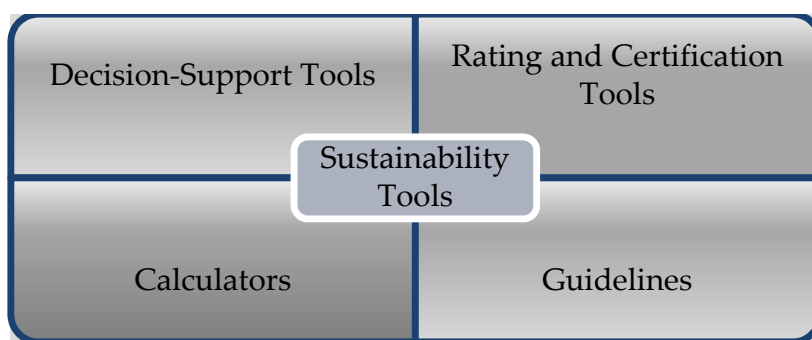 Decision-Support Tools
Rating and Certification
Tools
Sustainability
Tools
Calculators
Guidelines